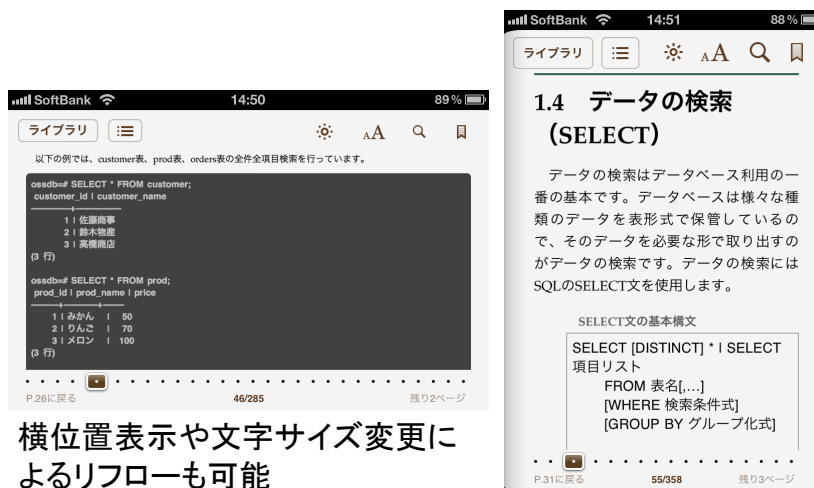 SoftBank 14:50 89%
ライブラリ AA
以下の例では、customer表、prod表、orders表の全件全項目検索を行っています。
ossdb=# SELECT * FROM customer;
customer_id | customer_name
-------------+---------------
1 | 佐藤商事
2 | 鈴木物産
3 | 高橋商店
(3 行)
ossdb=# SELECT * FROM prod;
prod_id | prod_name | price
---------+-----------+-------
1 | みかん | 50
2 | りんご | 70
3 | メロン | 100
(3 行)
P.26に戻る 46/285 残り2ページ
横位置表示や文字サイズ変更に
よるリフローも可能
SoftBank 14:51 88%
ライブラリ AA
1.4 データの検索
（SELECT）
データの検索はデータベース利用の一
番の基本です。データベースは様々な種
類のデータを表形式で保管しているの
で、そのデータを必要な形で取り出すの
がデータの検索です。データの検索には
SQLのSELECT文を使用します。
SELECT文の基本構文
SELECT [DISTINCT] * | SELECT
項目リスト
FROM 表名[,...]
[WHERE 検索条件式]
[GROUP BY グループ化式]
P.31に戻る 55/358 残り3ページ